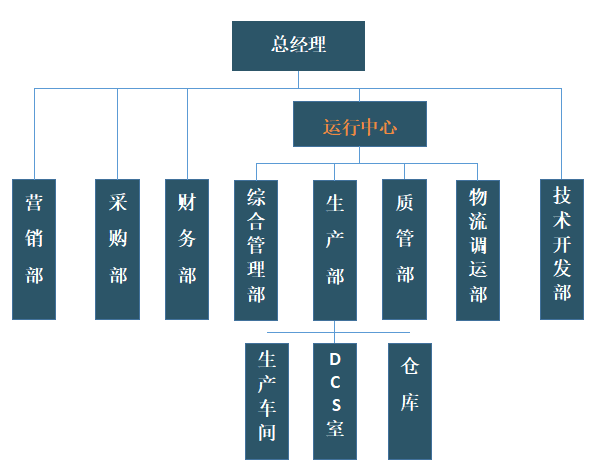 总经理
运行中心
营销部
采购部
财务部
综合管理部
生产部
质管部
物流调运部
技术开发部
生产车间
DCS室
仓库